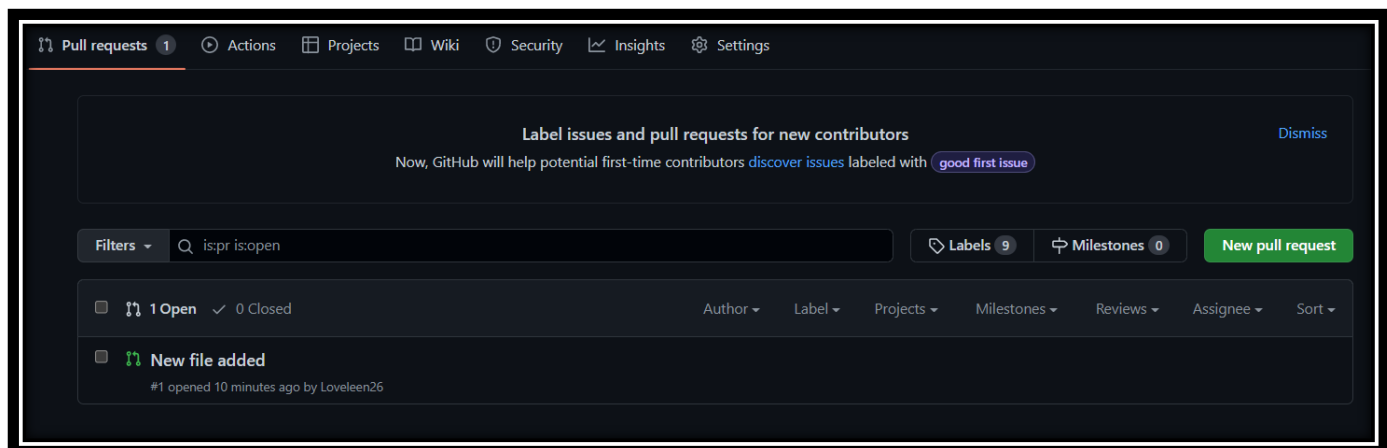 Pull requests 1 Actions Projects Wiki Security Insights Settings
Label issues and pull requests for new contributors
Dismiss
Now, GitHub will help potential first-time contributors discover issues labeled with good first issue
Filters is:pr is:open Labels 9 Milestones 0 New pull request
1 Open 0 Closed Author Label Projects Milestones Reviews Assignee Sort
New file added
#1 opened 10 minutes ago by Loveleen26